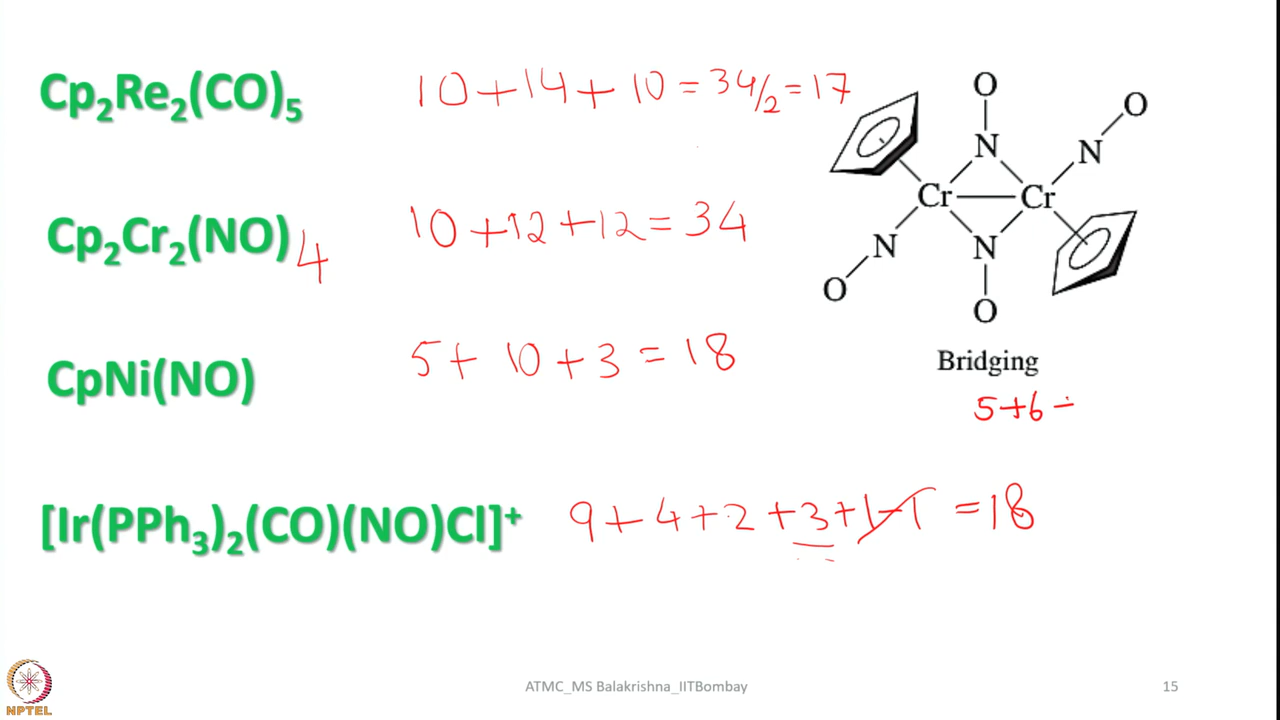 Cp₂Re₂(CO)₅ 10+14+10=34/2=17
Cp₂Cr₂(NO)₄ 10+12+12=34
CpNi(NO) 5+10+3=18
[Ir(PPh₃)₂(CO)(NO)Cl]⁺ 9+4+2+3+1-1=18
O
O
N
N
Cr
Cr
N
N
O
O
Bridging
5+6-
NPTEL
ATMC_MS Balakrishna_IITBombay
15